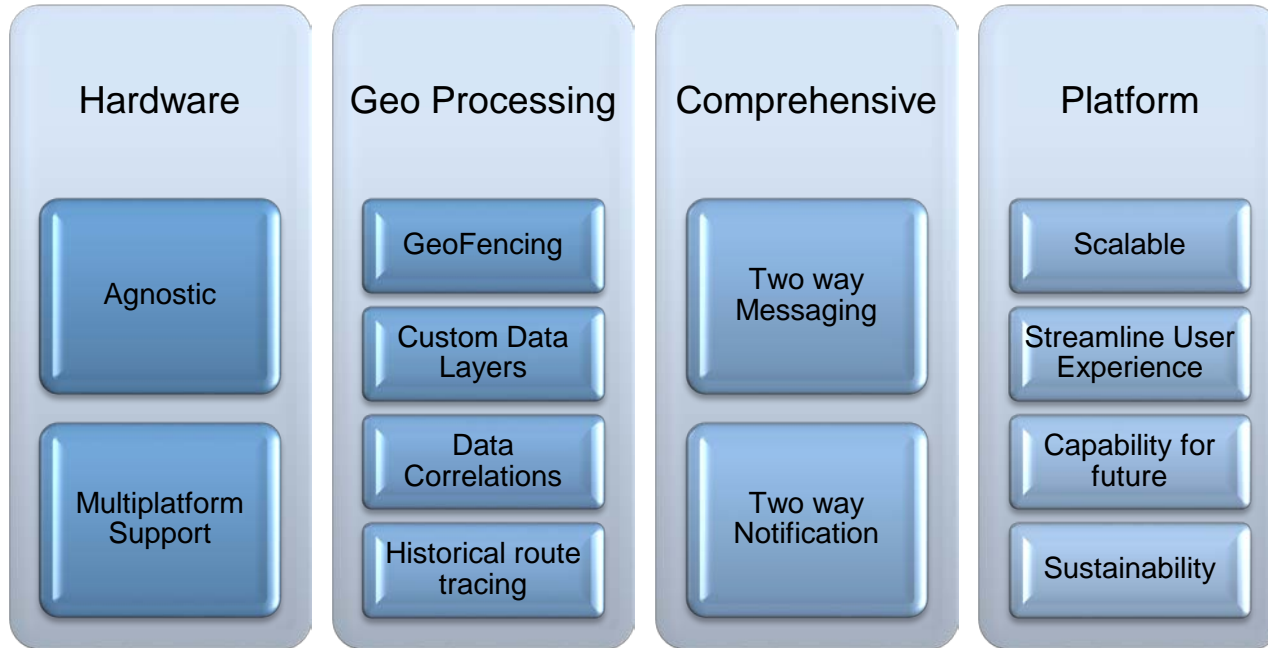 Hardware
Agnostic
Multiplatform
Support
Geo Processing
GeoFencing
Custom Data
Layers
Data
Correlations
Historical route
tracing
Comprehensive
Two way
Messaging
Two way
Notification
Platform
Scalable
Streamline User
Experience
Capability for
future
Sustainability